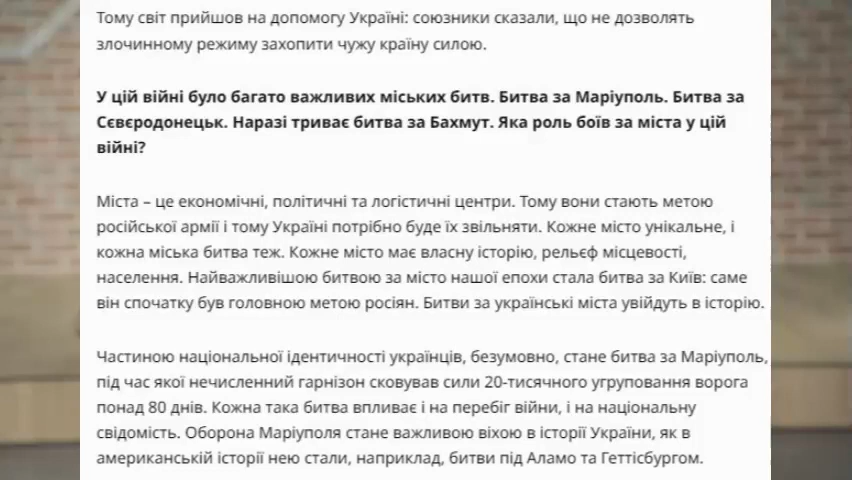 Тому світ прийшов на допомогу Україні: союзники сказали, що не дозволять
злочинному режиму захопити чужу країну силою.
У цій війні було багато важливих міських битв. Битва за Маріуполь. Битва за
Сєвєродонецьк. Наразі триває битва за Бахмут. Яка роль боїв за міста у цій
війні?
Міста – це економічні, політичні та логістичні центри. Тому вони стають метою
російської армії і тому Україні потрібно буде їх звільняти. Кожне місто унікальне, і
кожна міська битва теж. Кожне місто має власну історію, рельєф місцевості,
населення. Найважливішою битвою за місто нашої епохи стала битва за Київ: саме
він спочатку був головною метою росіян. Битви за українські міста увійдуть в історію.
Частиною національної ідентичності українців, безумовно, стане битва за Маріуполь,
під час якої нечисленний гарнізон сковував сили 20-тисячного угруповання ворога
понад 80 днів. Кожна така битва впливає і на перебіг війни, і на національну
свідомість. Оборона Маріуполя стане важливою віхою в історії України, як в
американській історії нею стали, наприклад, битви під Аламо та Геттісбургом.